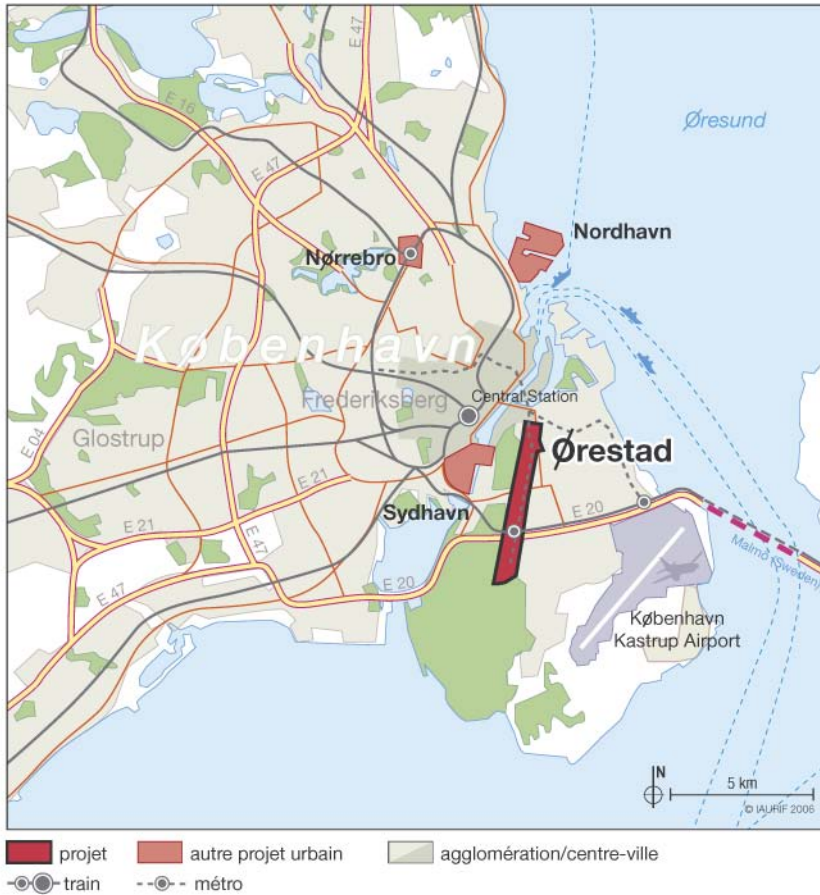 E 47
E 16
Øresund
E 47
Nordhavn
Nørrebro
København
Central Station
Frederiksberg
Glostrup
E 04
Ørestad
E 21
Sydhavn
E 20
E 21
E 47
E 20
Malmö (Sweden)
E 47
København
Kastrup Airport
N
5 km
© IAURIF 2006
projet
autre projet urbain
agglomération/centre-ville
train
métro